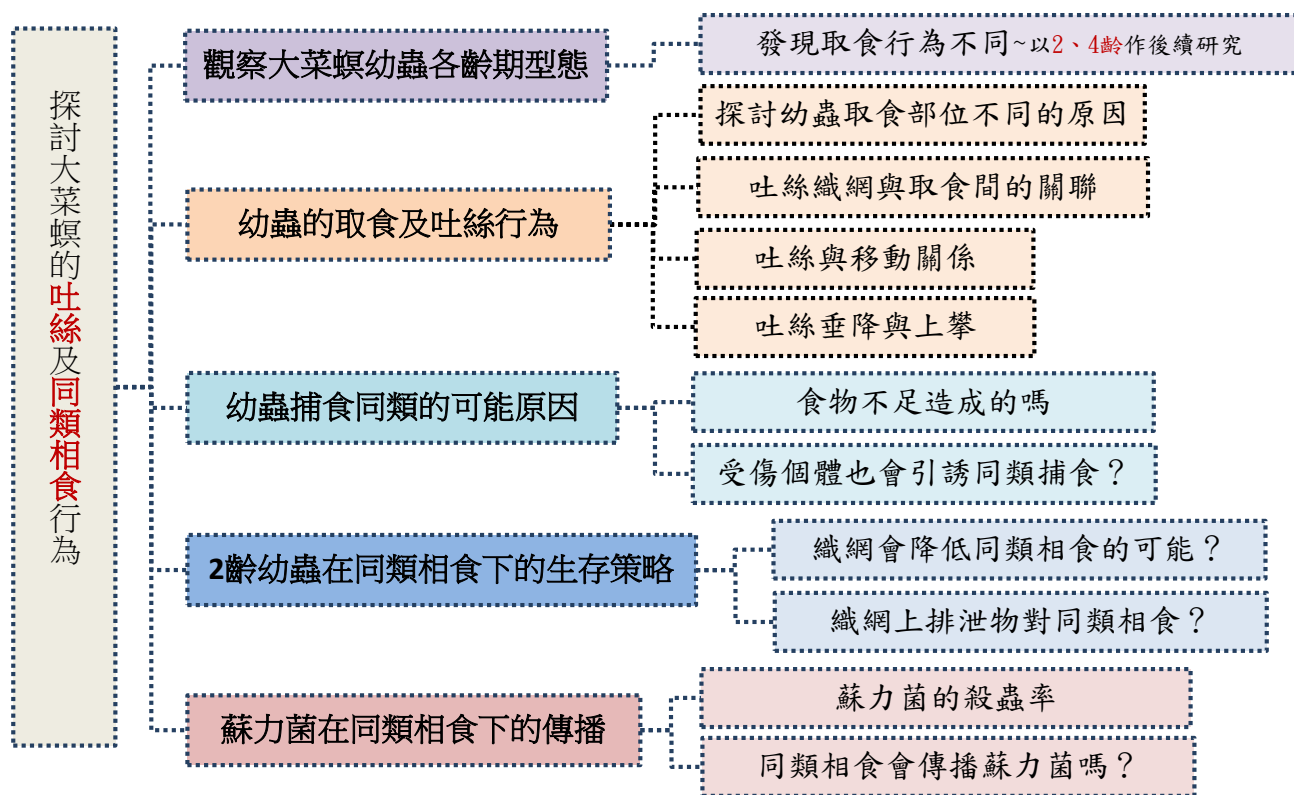 探討大菜螟的吐絲及同類相食行為
觀察大菜螟幼蟲各齡期型態
發現取食行為不同~以2、4齡作後續研究
幼蟲的取食及吐絲行為
探討幼蟲取食部位不同的原因
吐絲織網與取食間的關聯
吐絲與移動關係
吐絲垂降與上攀
幼蟲捕食同類的可能原因
食物不足造成的嗎
受傷個體也會引誘同類捕食？
2齡幼蟲在同類相食下的生存策略
織網會降低同類相食的可能？
織網上排泄物對同類相食？
蘇力菌在同類相食下的傳播
蘇力菌的殺蟲率
同類相食會傳播蘇力菌嗎？